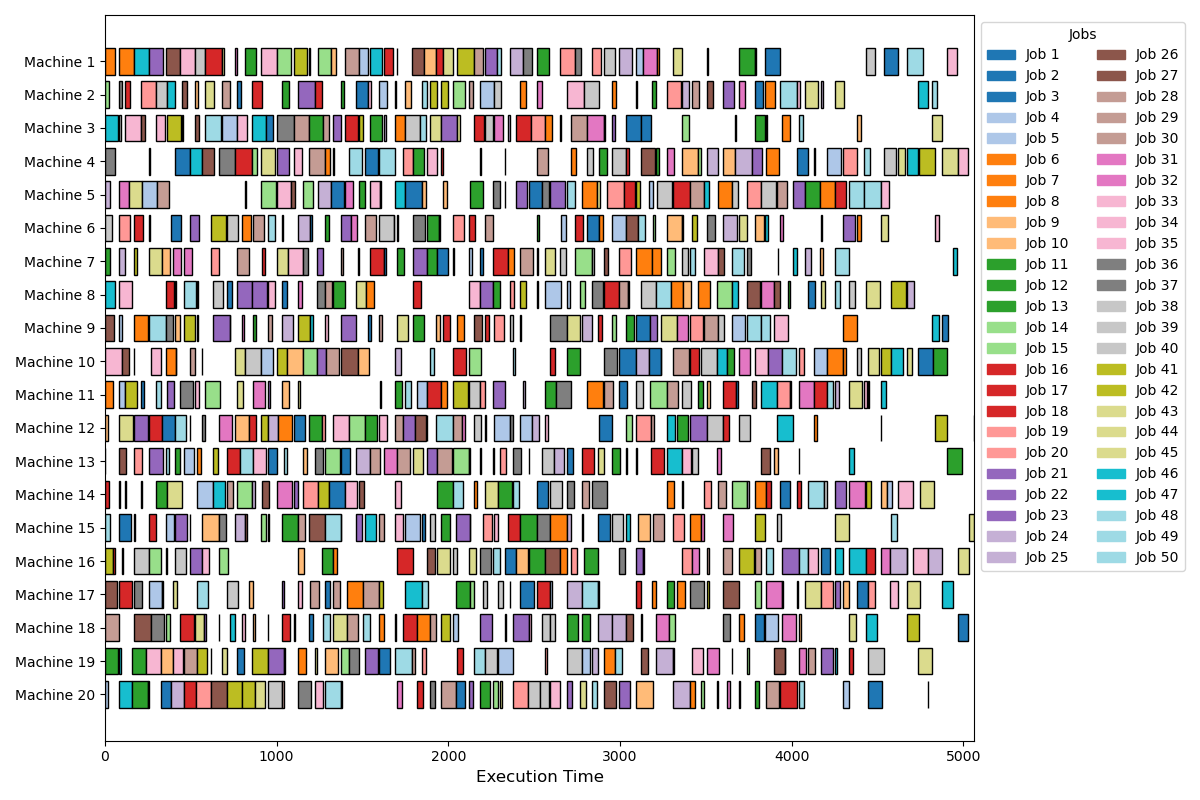 Jobs
Machine 1
Machine 2
Machine 3
Machine 4
Machine 5
Machine 6
Machine 7
Machine 8
Machine 9
Machine 10
Machine 11
Machine 12
Machine 13
Machine 14
Machine 15
Machine 16
Machine 17
Machine 18
Machine 19
Machine 20
0 1000 2000 3000 4000 5000
Execution Time
Job 1 Job 26
Job 2 Job 27
Job 3 Job 28
Job 4 Job 29
Job 5 Job 30
Job 6 Job 31
Job 7 Job 32
Job 8 Job 33
Job 9 Job 34
Job 10 Job 35
Job 11 Job 36
Job 12 Job 37
Job 13 Job 38
Job 14 Job 39
Job 15 Job 40
Job 16 Job 41
Job 17 Job 42
Job 18 Job 43
Job 19 Job 44
Job 20 Job 45
Job 21 Job 46
Job 22 Job 47
Job 23 Job 48
Job 24 Job 49
Job 25 Job 50